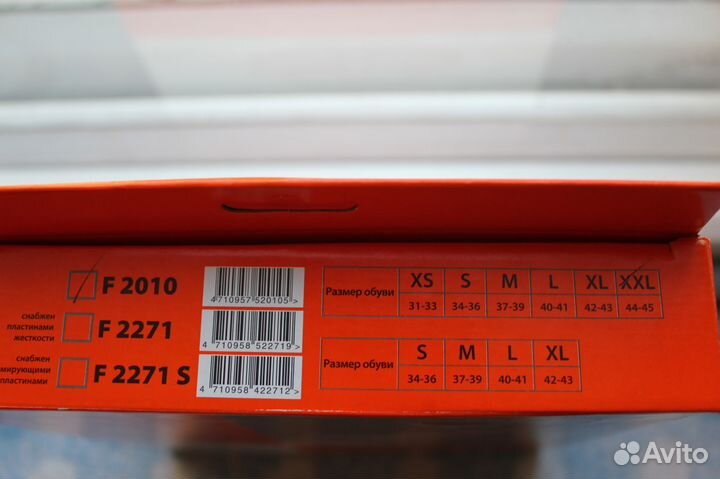 F 2010
4 710957 520105 >
Размер обуви XS S M L XL XXL
31-33 34-36 37-39 40-41 42-43 44-45
снабжен
пластинами
жесткости
F 2271
4 710958 522719 >
снабжен
мирующими
пластинами
F 2271 S
4 710958 422712 >
Размер обуви S M L XL
34-36 37-39 40-41 42-43
Avito